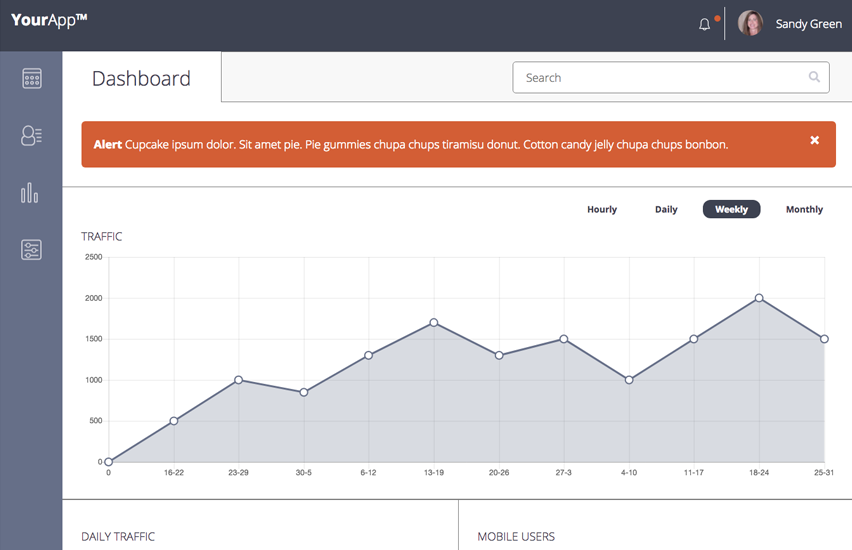 YourApp™
Sandy Green
Dashboard
Search
Alert Cupcake ipsum dolor. Sit amet pie. Pie gummies chupa chups tiramisu donut. Cotton candy jelly chupa chups bonbon.
Hourly Daily Weekly Monthly
TRAFFIC
2500
2000
1500
1000
500
0
0 16-22 23-29 30-5 6-12 13-19 20-26 27-3 4-10 11-17 18-24 25-31
DAILY TRAFFIC
MOBILE USERS